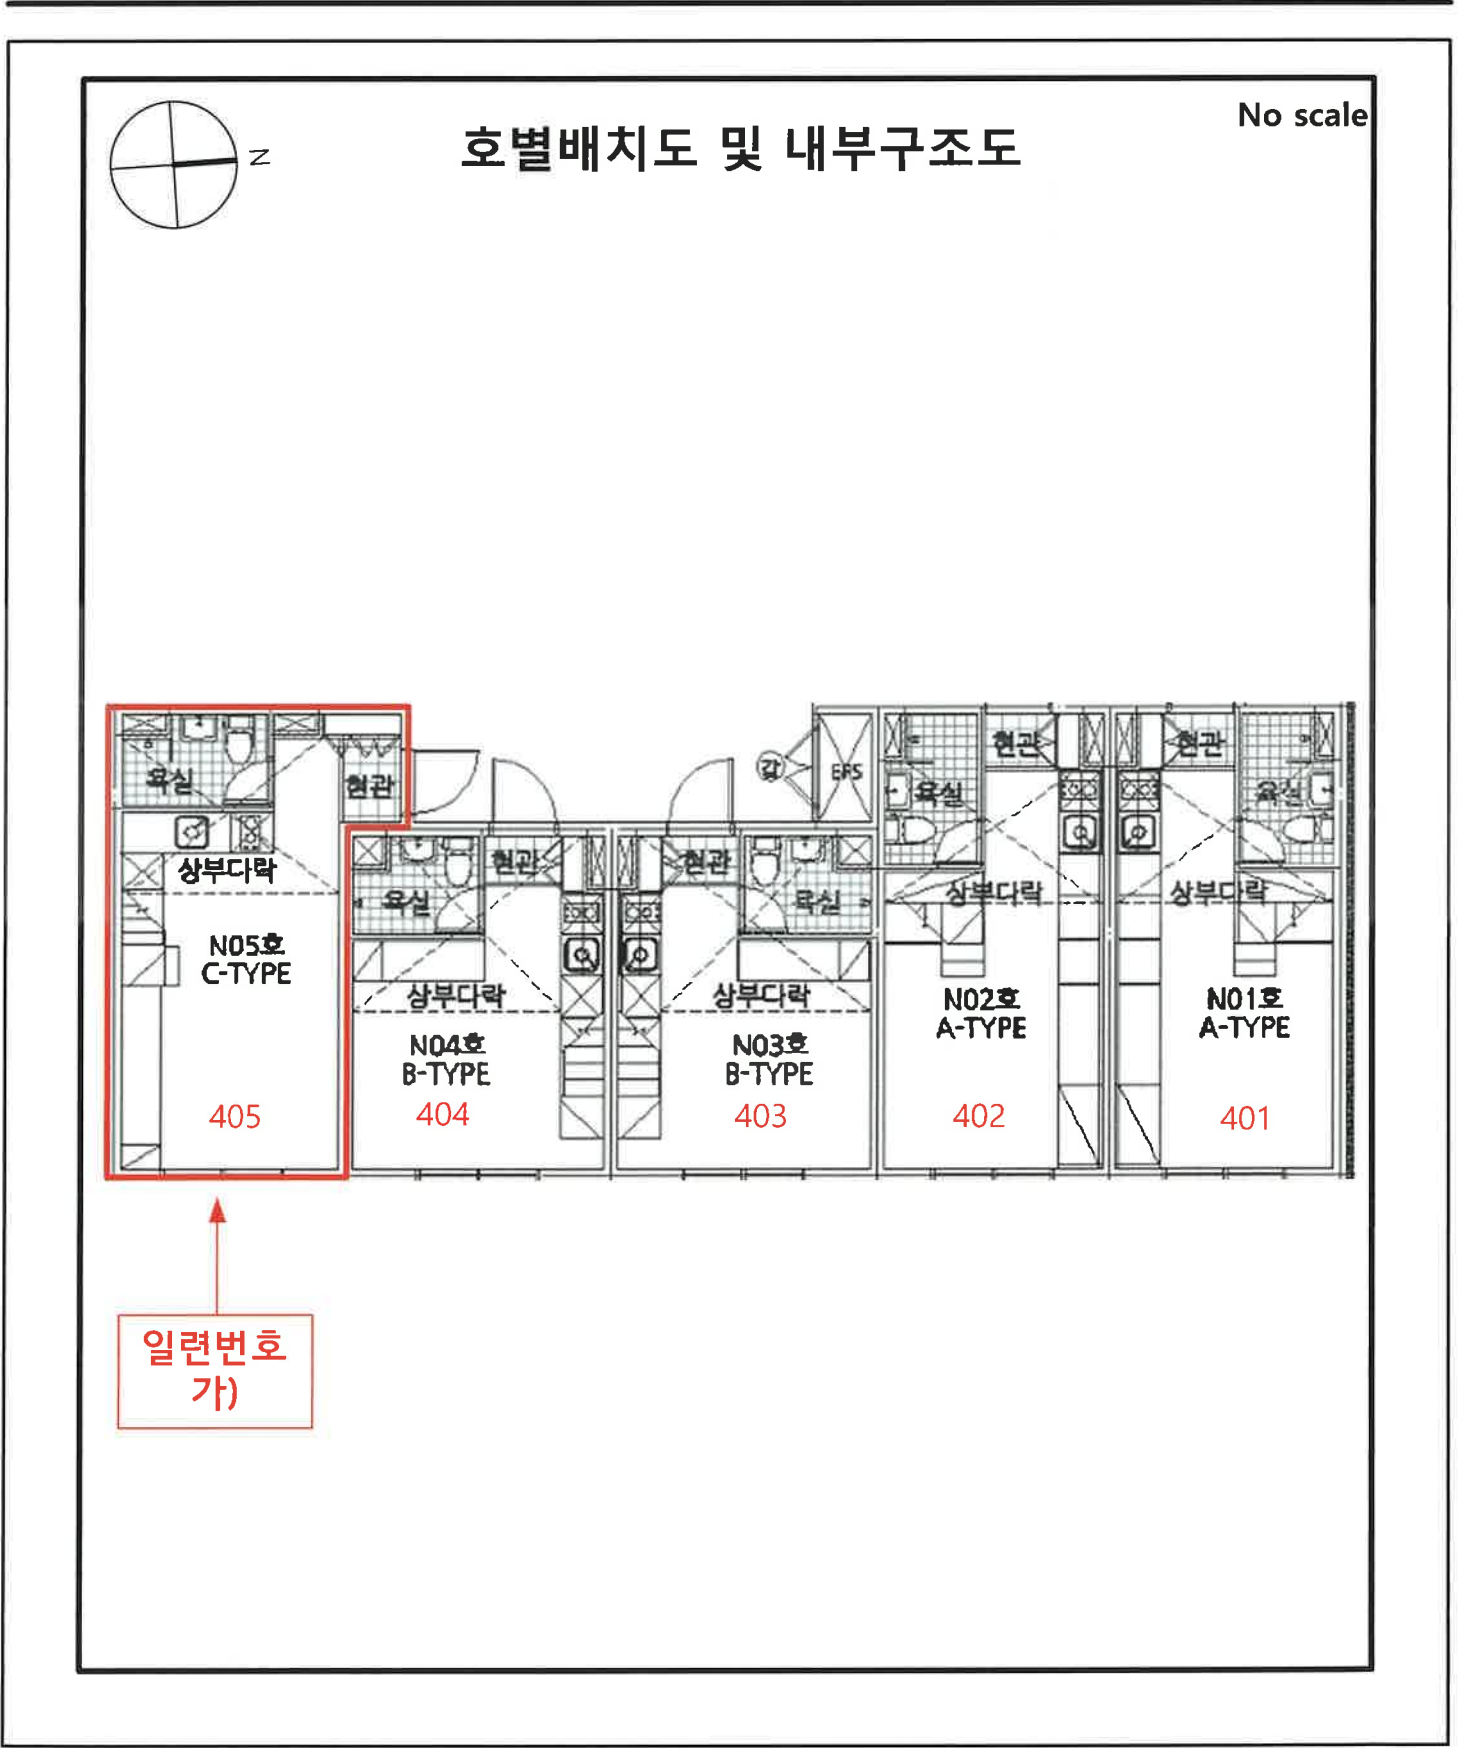 No scale
호별배치도 및 내부구조도
N
욕실
현관
상부다락
N05호
C-TYPE
405
욕실
현관
상부다락
N04호
B-TYPE
404
현관
욕실
상부다락
N03호
B-TYPE
403
EPS
욕실
현관
상부다락
N02호
A-TYPE
402
현관
욕실
상부다락
N01호
A-TYPE
401
일련번호
가)